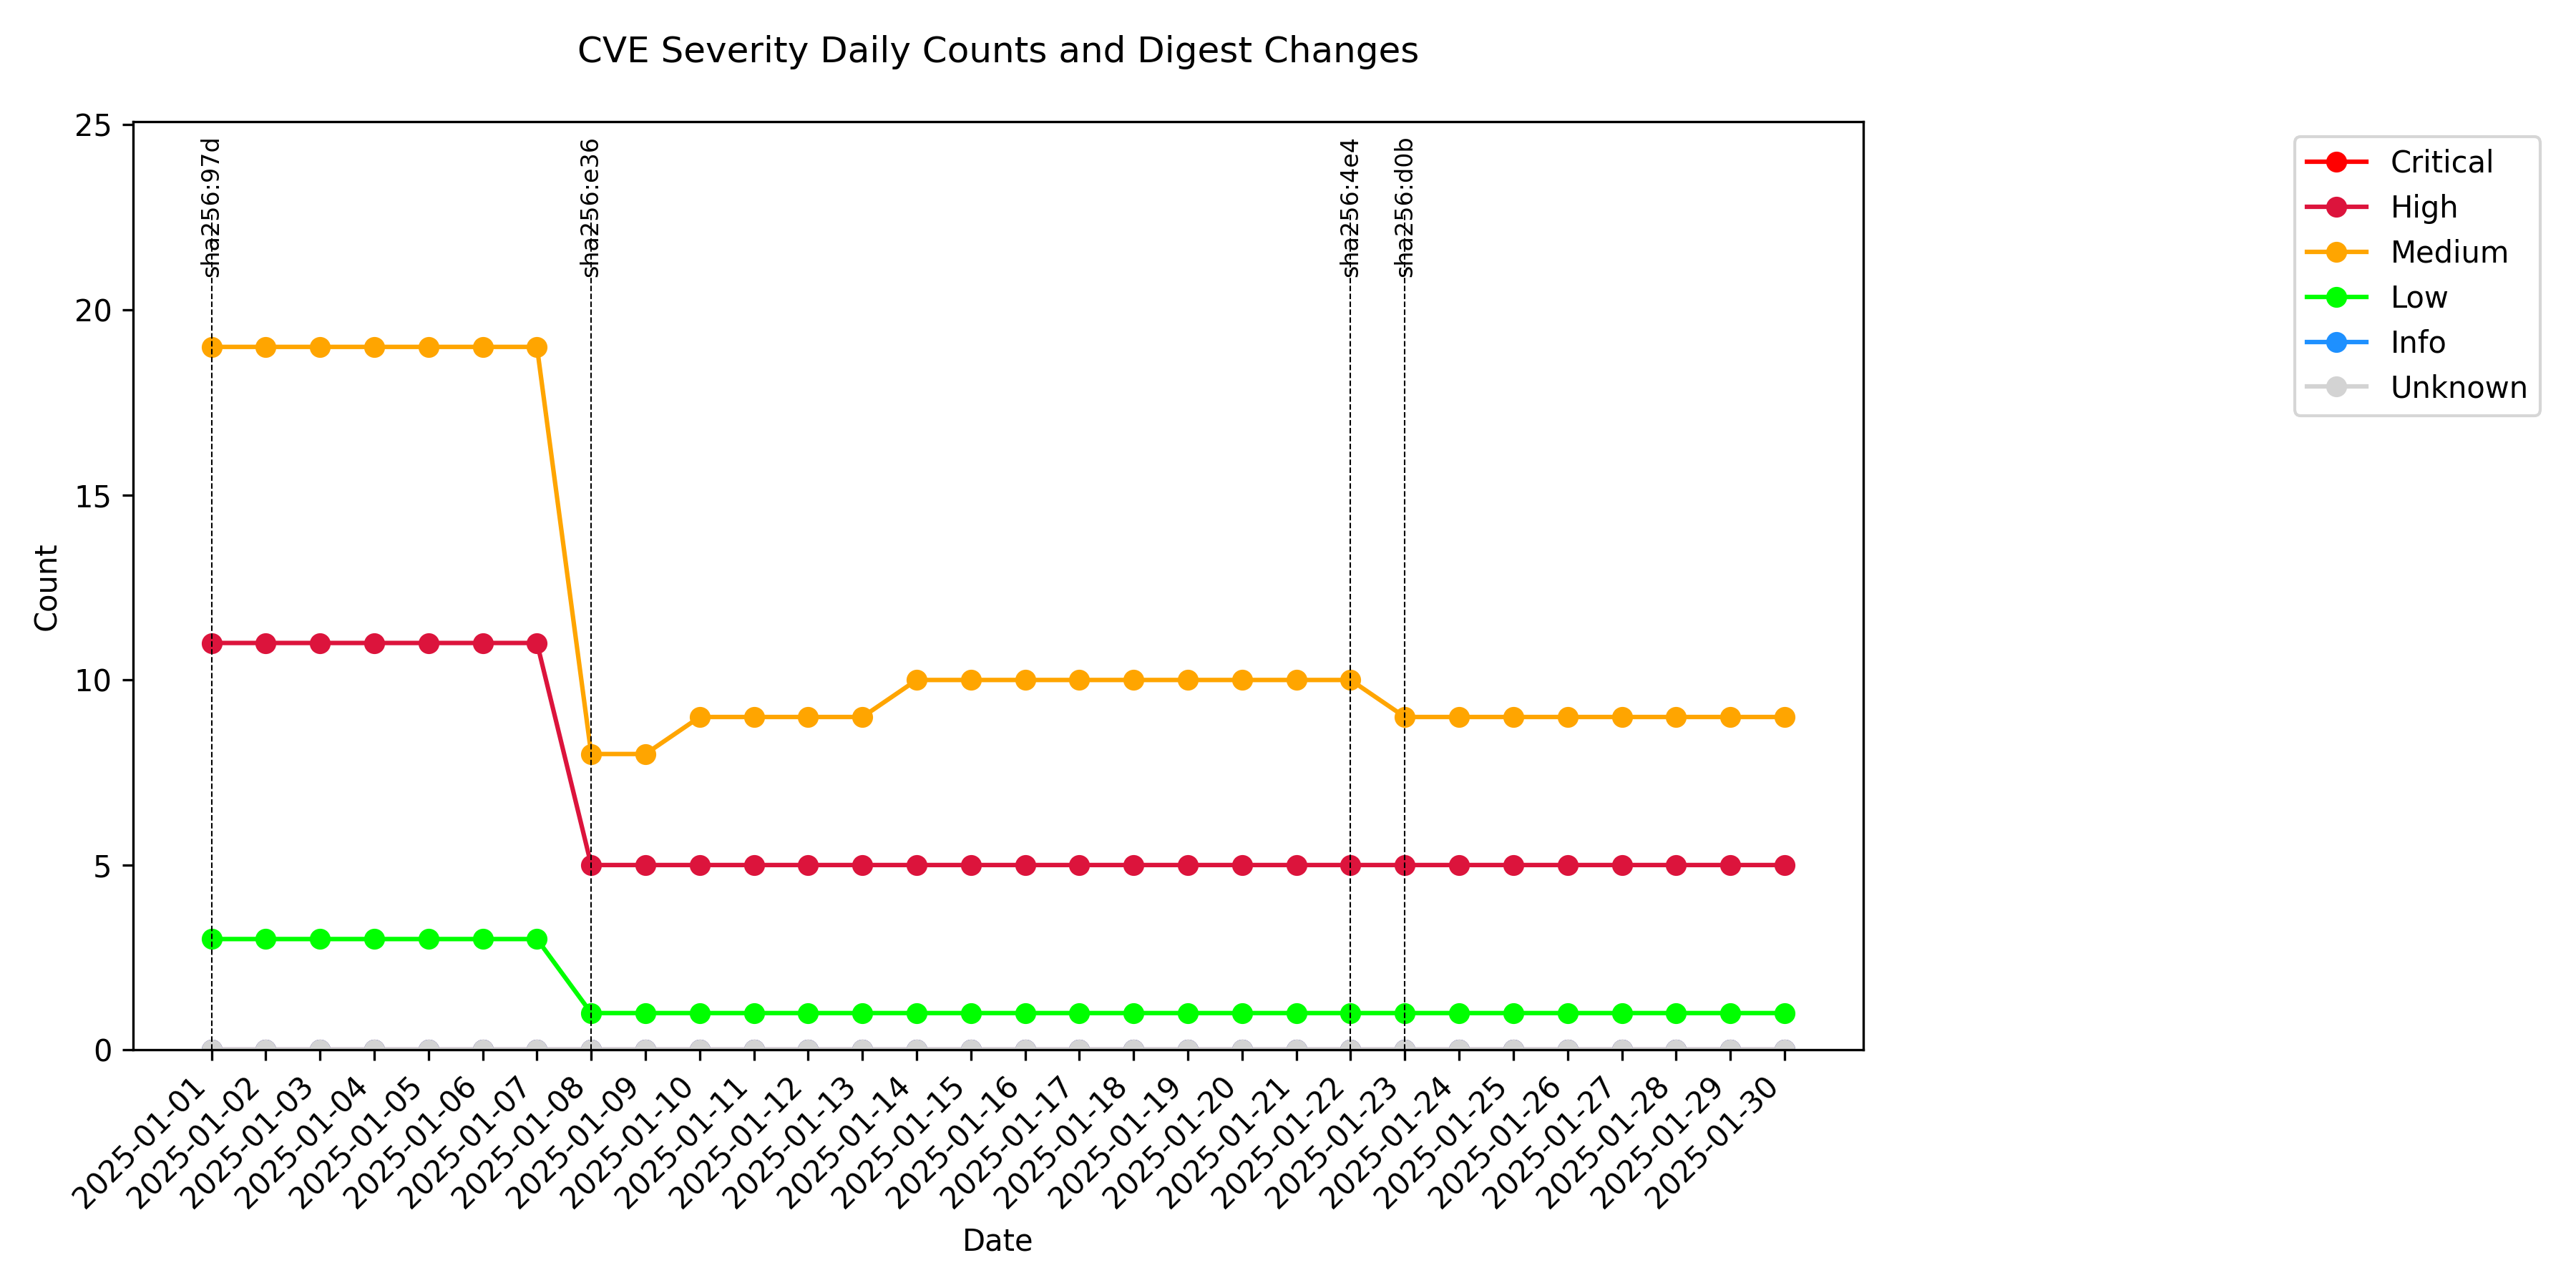 CVE Severity Daily Counts and Digest Changes
25
20
15
10
5
0
Count
sha256:97d
sha256:e36
sha256:4e4
sha256:d0b
Critical
High
Medium
Low
Info
Unknown
2025-01-01
2025-01-02
2025-01-03
2025-01-04
2025-01-05
2025-01-06
2025-01-07
2025-01-08
2025-01-09
2025-01-10
2025-01-11
2025-01-12
2025-01-13
2025-01-14
2025-01-15
2025-01-16
2025-01-17
2025-01-18
2025-01-19
2025-01-20
2025-01-21
2025-01-22
2025-01-23
2025-01-24
2025-01-25
2025-01-26
2025-01-27
2025-01-28
2025-01-29
2025-01-30
Date